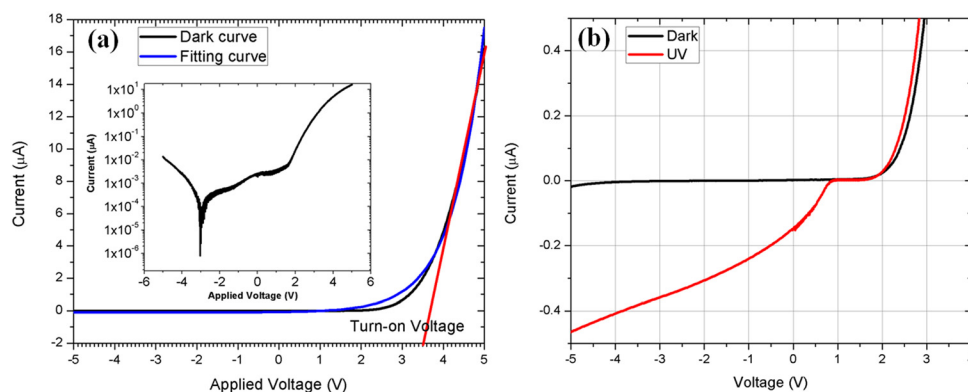 (a)
Dark curve
Fitting curve
18
16
14
12
10
8
6
4
2
0
-2
Current (μA)
1x10^1
1x10^0
1x10^-1
1x10^-2
1x10^-3
1x10^-4
1x10^-5
1x10^-6
Current (μA)
-6 -4 -2 0 2 4 6
Applied Voltage (V)
Turn-on Voltage
-5 -4 -3 -2 -1 0 1 2 3 4 5
Applied Voltage (V)
(b)
Dark
UV
0.4
0.2
0.0
-0.2
-0.4
Current (μA)
-5 -4 -3 -2 -1 0 1 2 3
Voltage (V)